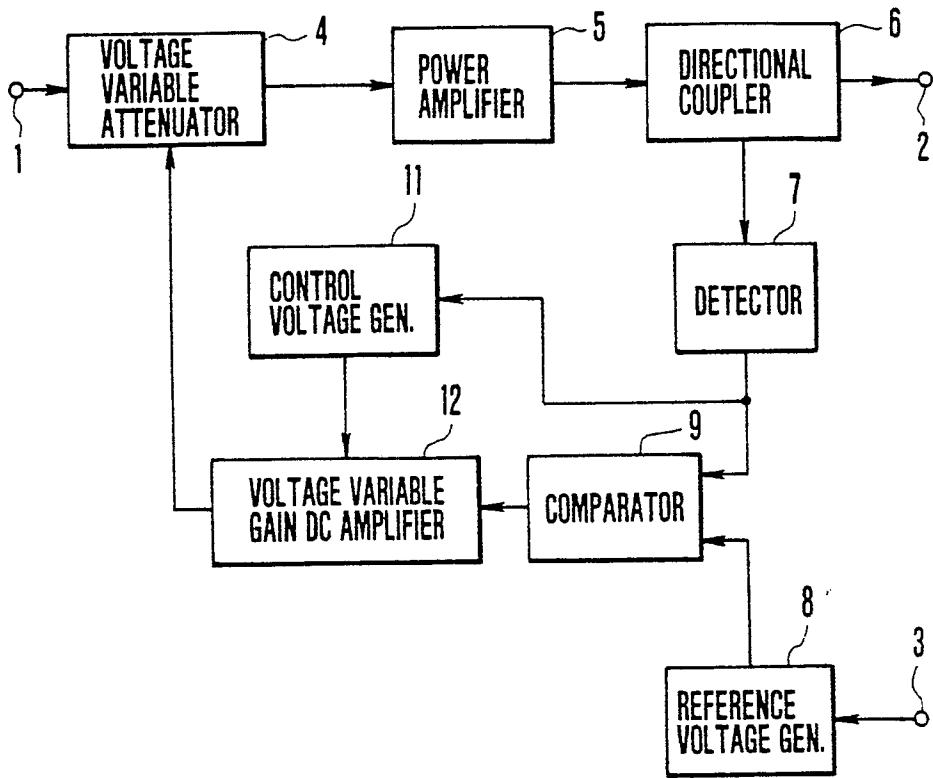 4
5
6
VOLTAGE
VARIABLE
ATTENUATOR
POWER
AMPLIFIER
DIRECTIONAL
COUPLER
1
2
11
7
CONTROL
VOLTAGE GEN.
DETECTOR
12
9
VOLTAGE VARIABLE
GAIN DC AMPLIFIER
COMPARATOR
8
3
REFERENCE
VOLTAGE GEN.